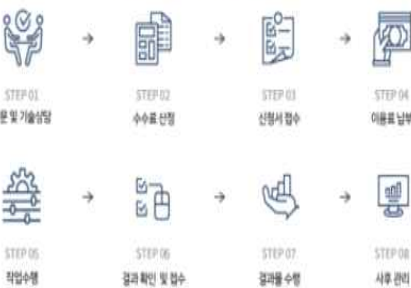 STEP 01
STEP 02
STEP 03
STEP 04
문 및 기술상담
수수료 산정
신청서 접수
이용료 납부
STEP 05
STEP 06
STEP 07
STEP 08
작업수행
결과 확인 및 접수
결과물 수행
사후 관리